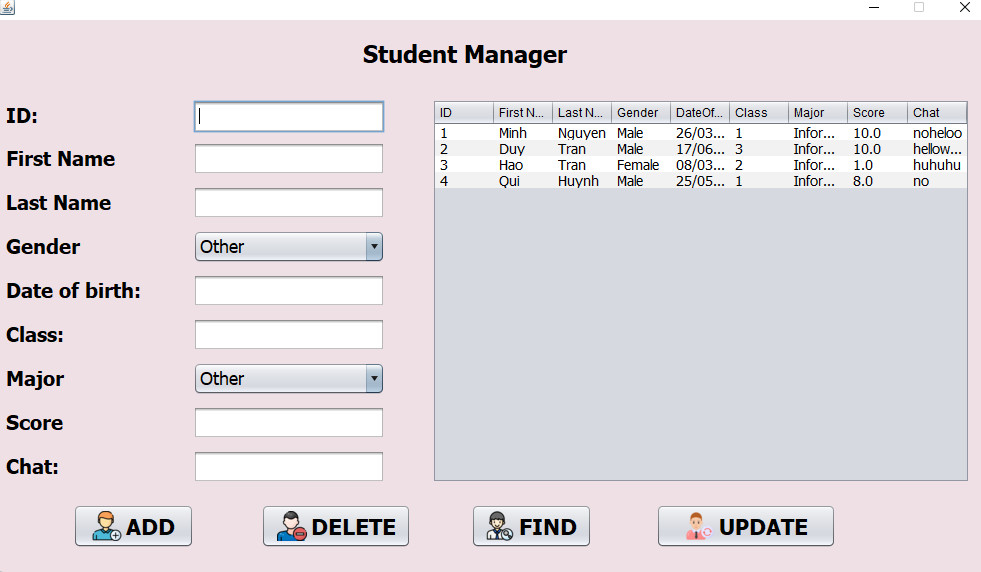 Student Manager
ID:
First Name
Last Name
Gender Other
Date of birth:
Class:
Major Other
Score
Chat:
ID First N... Last N... Gender DateOf... Class Major Score Chat
1 Minh Nguyen Male 26/03... 1 Infor... 10.0 noheloo
2 Duy Tran Male 17/06... 3 Infor... 10.0 hellow...
3 Hao Tran Female 08/03... 2 Infor... 1.0 huhuhu
4 Qui Huynh Male 25/05... 1 Infor... 8.0 no
ADD DELETE FIND UPDATE